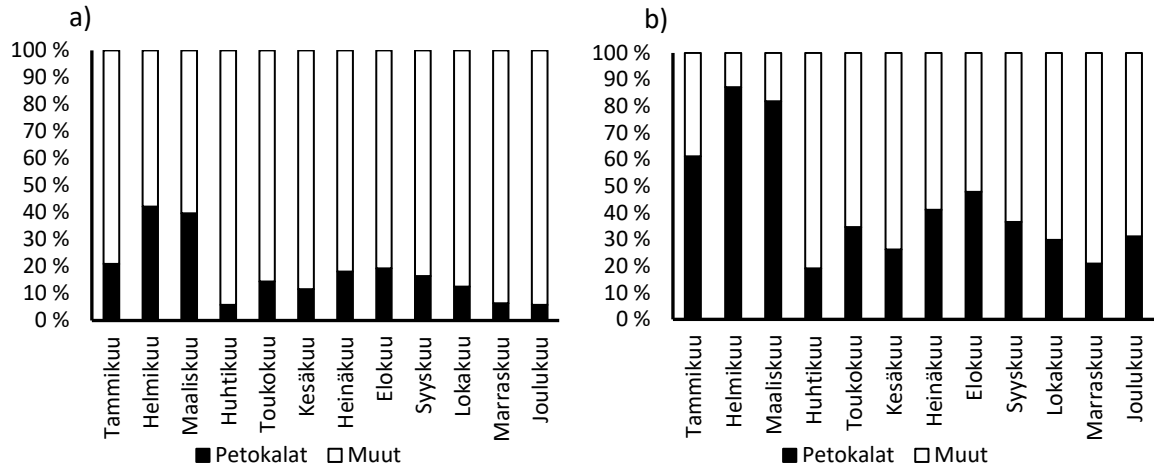 a)
100 %
90 %
80 %
70 %
60 %
50 %
40 %
30 %
20 %
10 %
0 %
Tammikuu
Helmikuu
Maaliskuu
Huhtikuu
Toukokuu
Kesäkuu
Heinäkuu
Elokuu
Syyskuu
Lokakuu
Marraskuu
Joulukuu
Petokalat Muut
b)
100 %
90 %
80 %
70 %
60 %
50 %
40 %
30 %
20 %
10 %
0 %
Tammikuu
Helmikuu
Maaliskuu
Huhtikuu
Toukokuu
Kesäkuu
Heinäkuu
Elokuu
Syyskuu
Lokakuu
Marraskuu
Joulukuu
Petokalat Muut